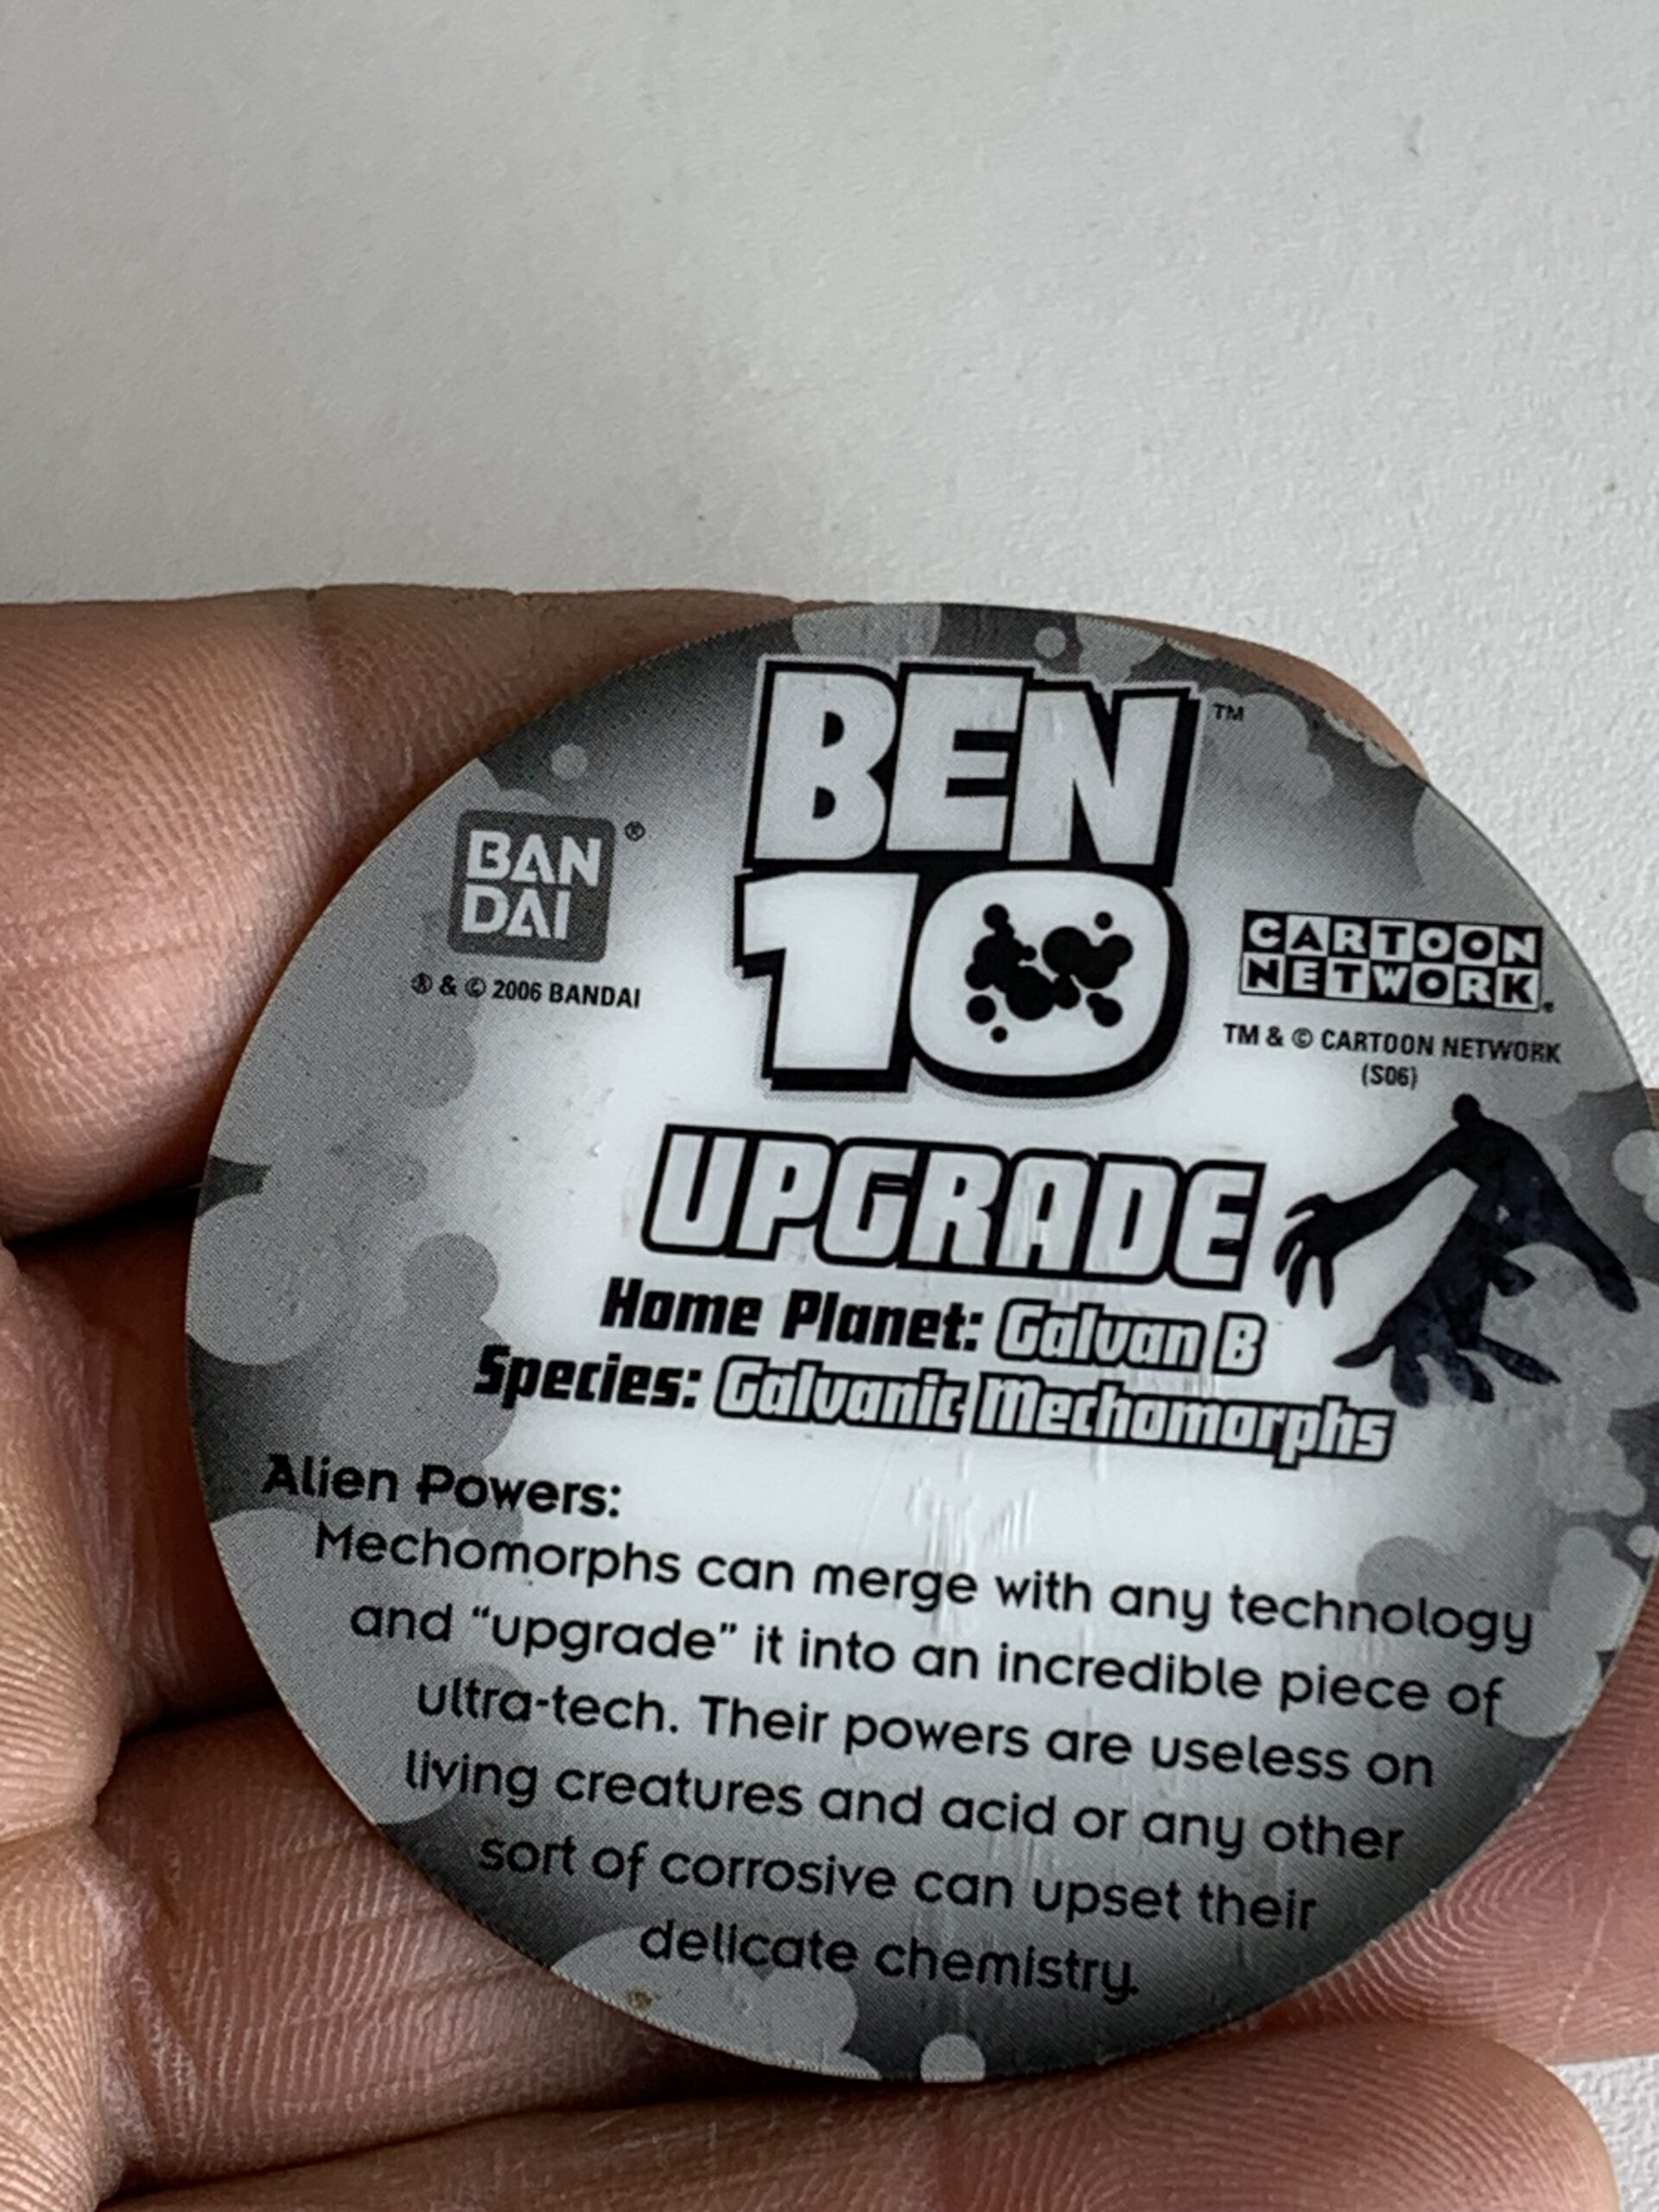 BEN
10
™
BAN
DAI
®
® & © 2006 BANDAI
CARTOON
NETWORK.
TM & © CARTOON NETWORK
(S06)
UPGRADE
Home Planet: Galvan B
Species: Galvanic Mechomorphs
Alien Powers:
Mechomorphs can merge with any technology
and “upgrade” it into an incredible piece of
ultra-tech. Their powers are useless on
living creatures and acid or any other
sort of corrosive can upset their
delicate chemistry.